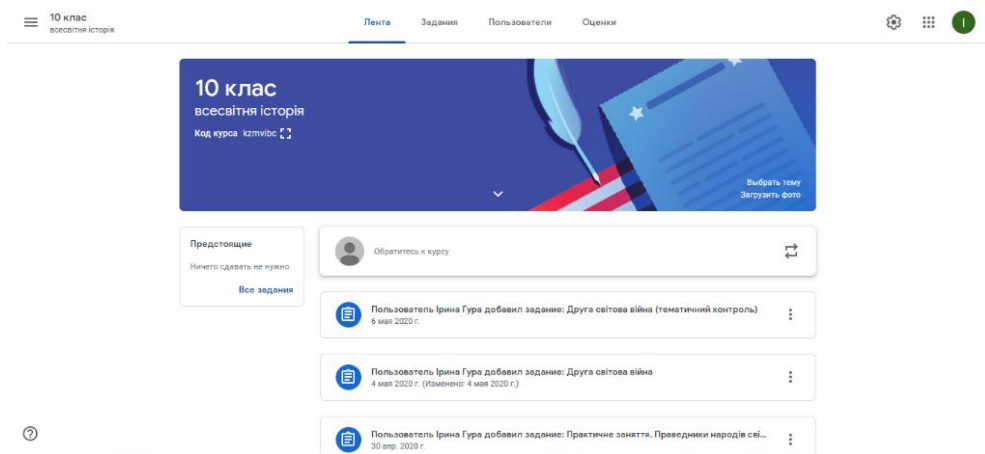 10 клас
всесвітня історія
Лента Задания Пользователи Оценки
І
10 клас
всесвітня історія
Код курса kzmvibc
Выбрать тему
Загрузить фото
Предстоящие
Ничего сдавать не нужно
Все задания
Обратитесь к курсу
Пользователь Ірина Гура добавил задание: Друга світова війна (тематичний контроль)
6 мая 2020 г.
Пользователь Ірина Гура добавил задание: Друга світова війна
4 мая 2020 г. (Изменено: 4 мая 2020 г.)
Пользователь Ірина Гура добавил задание: Практичне заняття. Праведники народів сві...
30 апр. 2020 г.